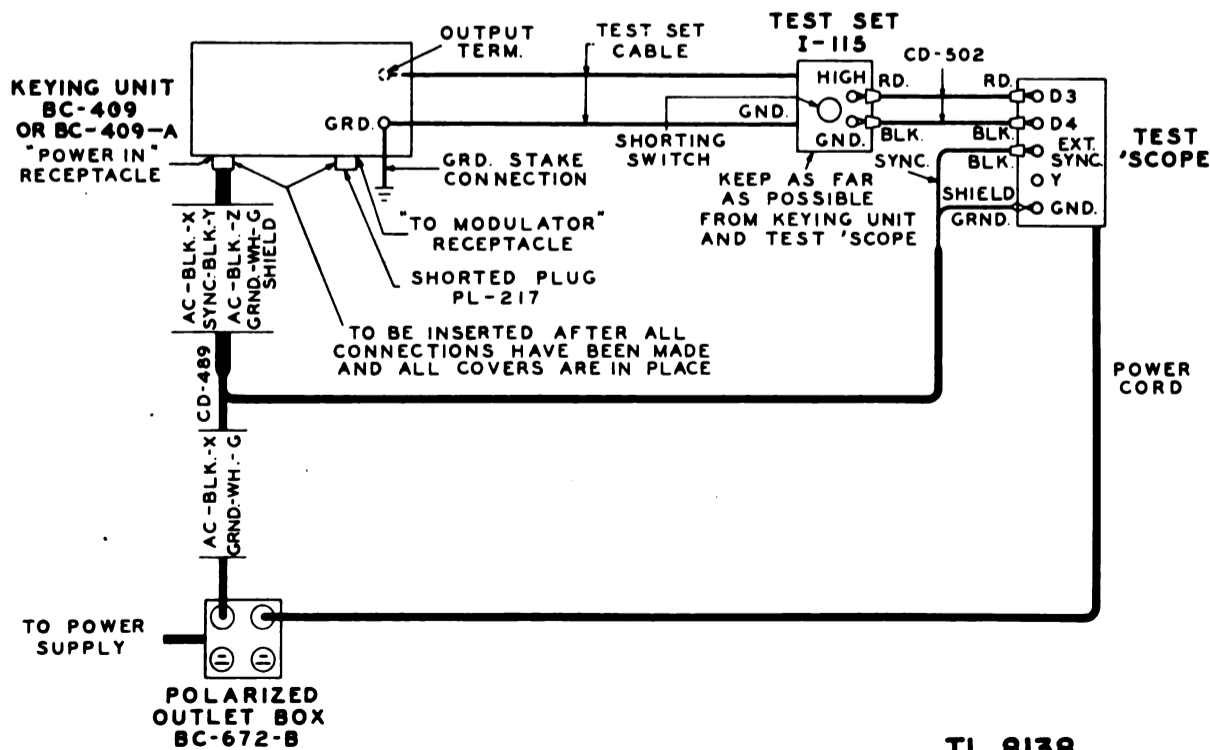 OUTPUT
TERM.
TEST SET
CABLE
TEST SET
I-115
CD-502
KEYING UNIT
BC-409
OR BC-409-A
"POWER IN"
RECEPTACLE
GRD.
GRD. STAKE
CONNECTION
SHORTING
SWITCH
HIGH
GND.
GND.
RD.
RD.
BLK.
BLK.
SYNC.
BLK.
SHIELD
GRND.
D3
D4
EXT.
SYNC.
Y
GND.
TEST
'SCOPE
KEEP AS FAR
AS POSSIBLE
FROM KEYING UNIT
AND TEST 'SCOPE
"TO MODULATOR"
RECEPTACLE
SHORTED PLUG
PL-217
TO BE INSERTED AFTER ALL
CONNECTIONS HAVE BEEN MADE
AND ALL COVERS ARE IN PLACE
AC-BLK.-X
SYNC-BLK-Y
AC-BLK.-Z
GRND.-WH-G
SHIELD
CD-489
AC-BLK.-X
GRND.-WH.-G
POWER
CORD
TO POWER
SUPPLY
POLARIZED
OUTLET BOX
BC-672-B
TL 8138